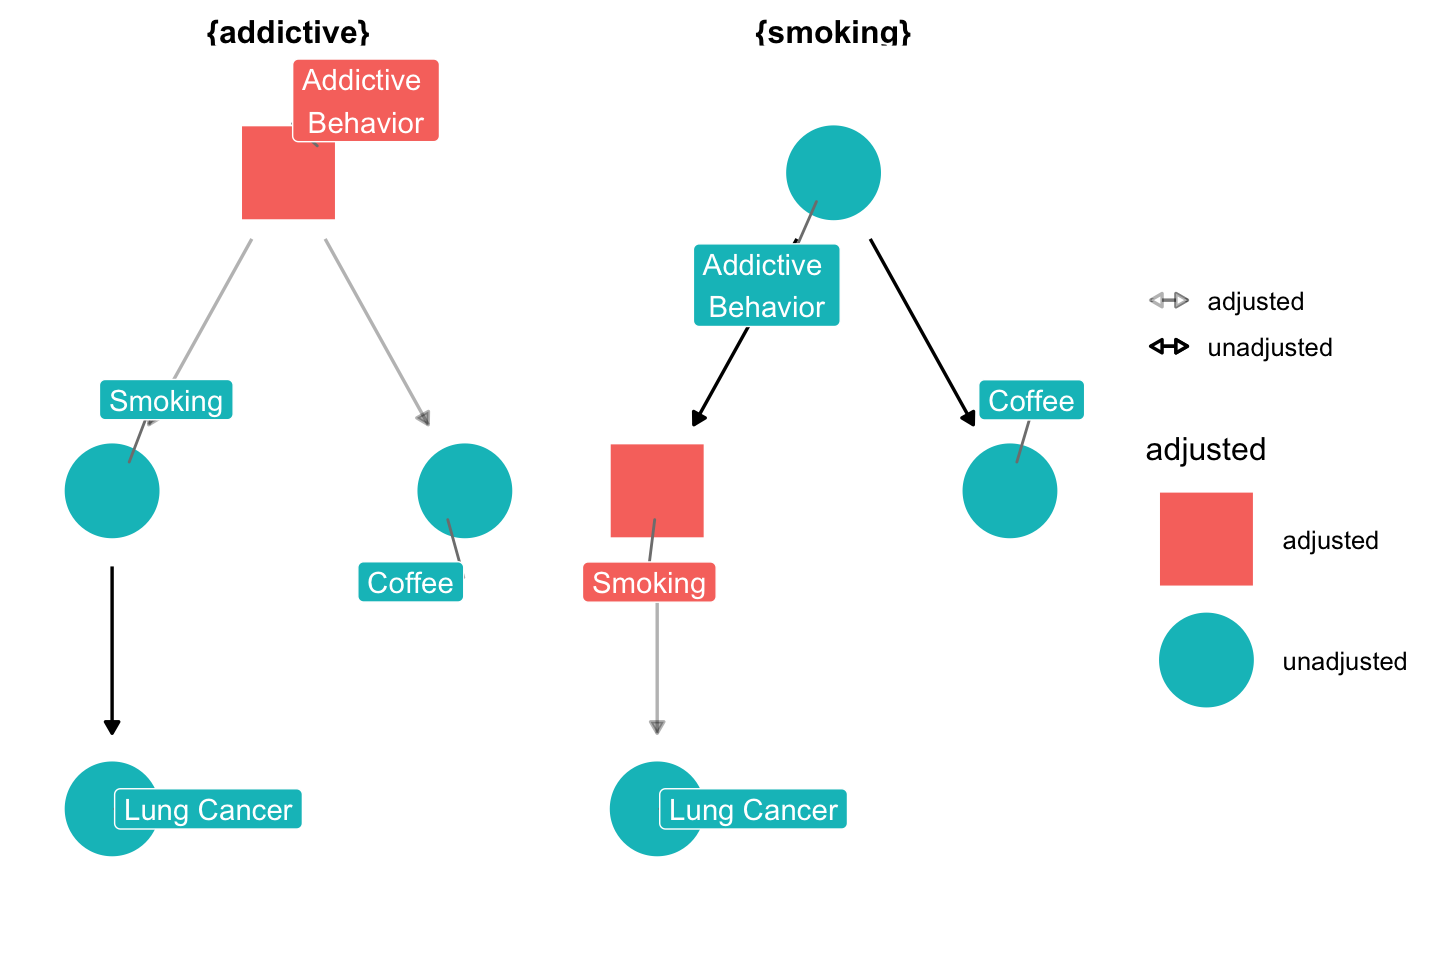 {addictive}
Addictive
Behavior
Smoking
Coffee
Lung Cancer
{smoking}
Addictive
Behavior
Coffee
Smoking
Lung Cancer
adjusted
unadjusted
adjusted
adjusted
unadjusted